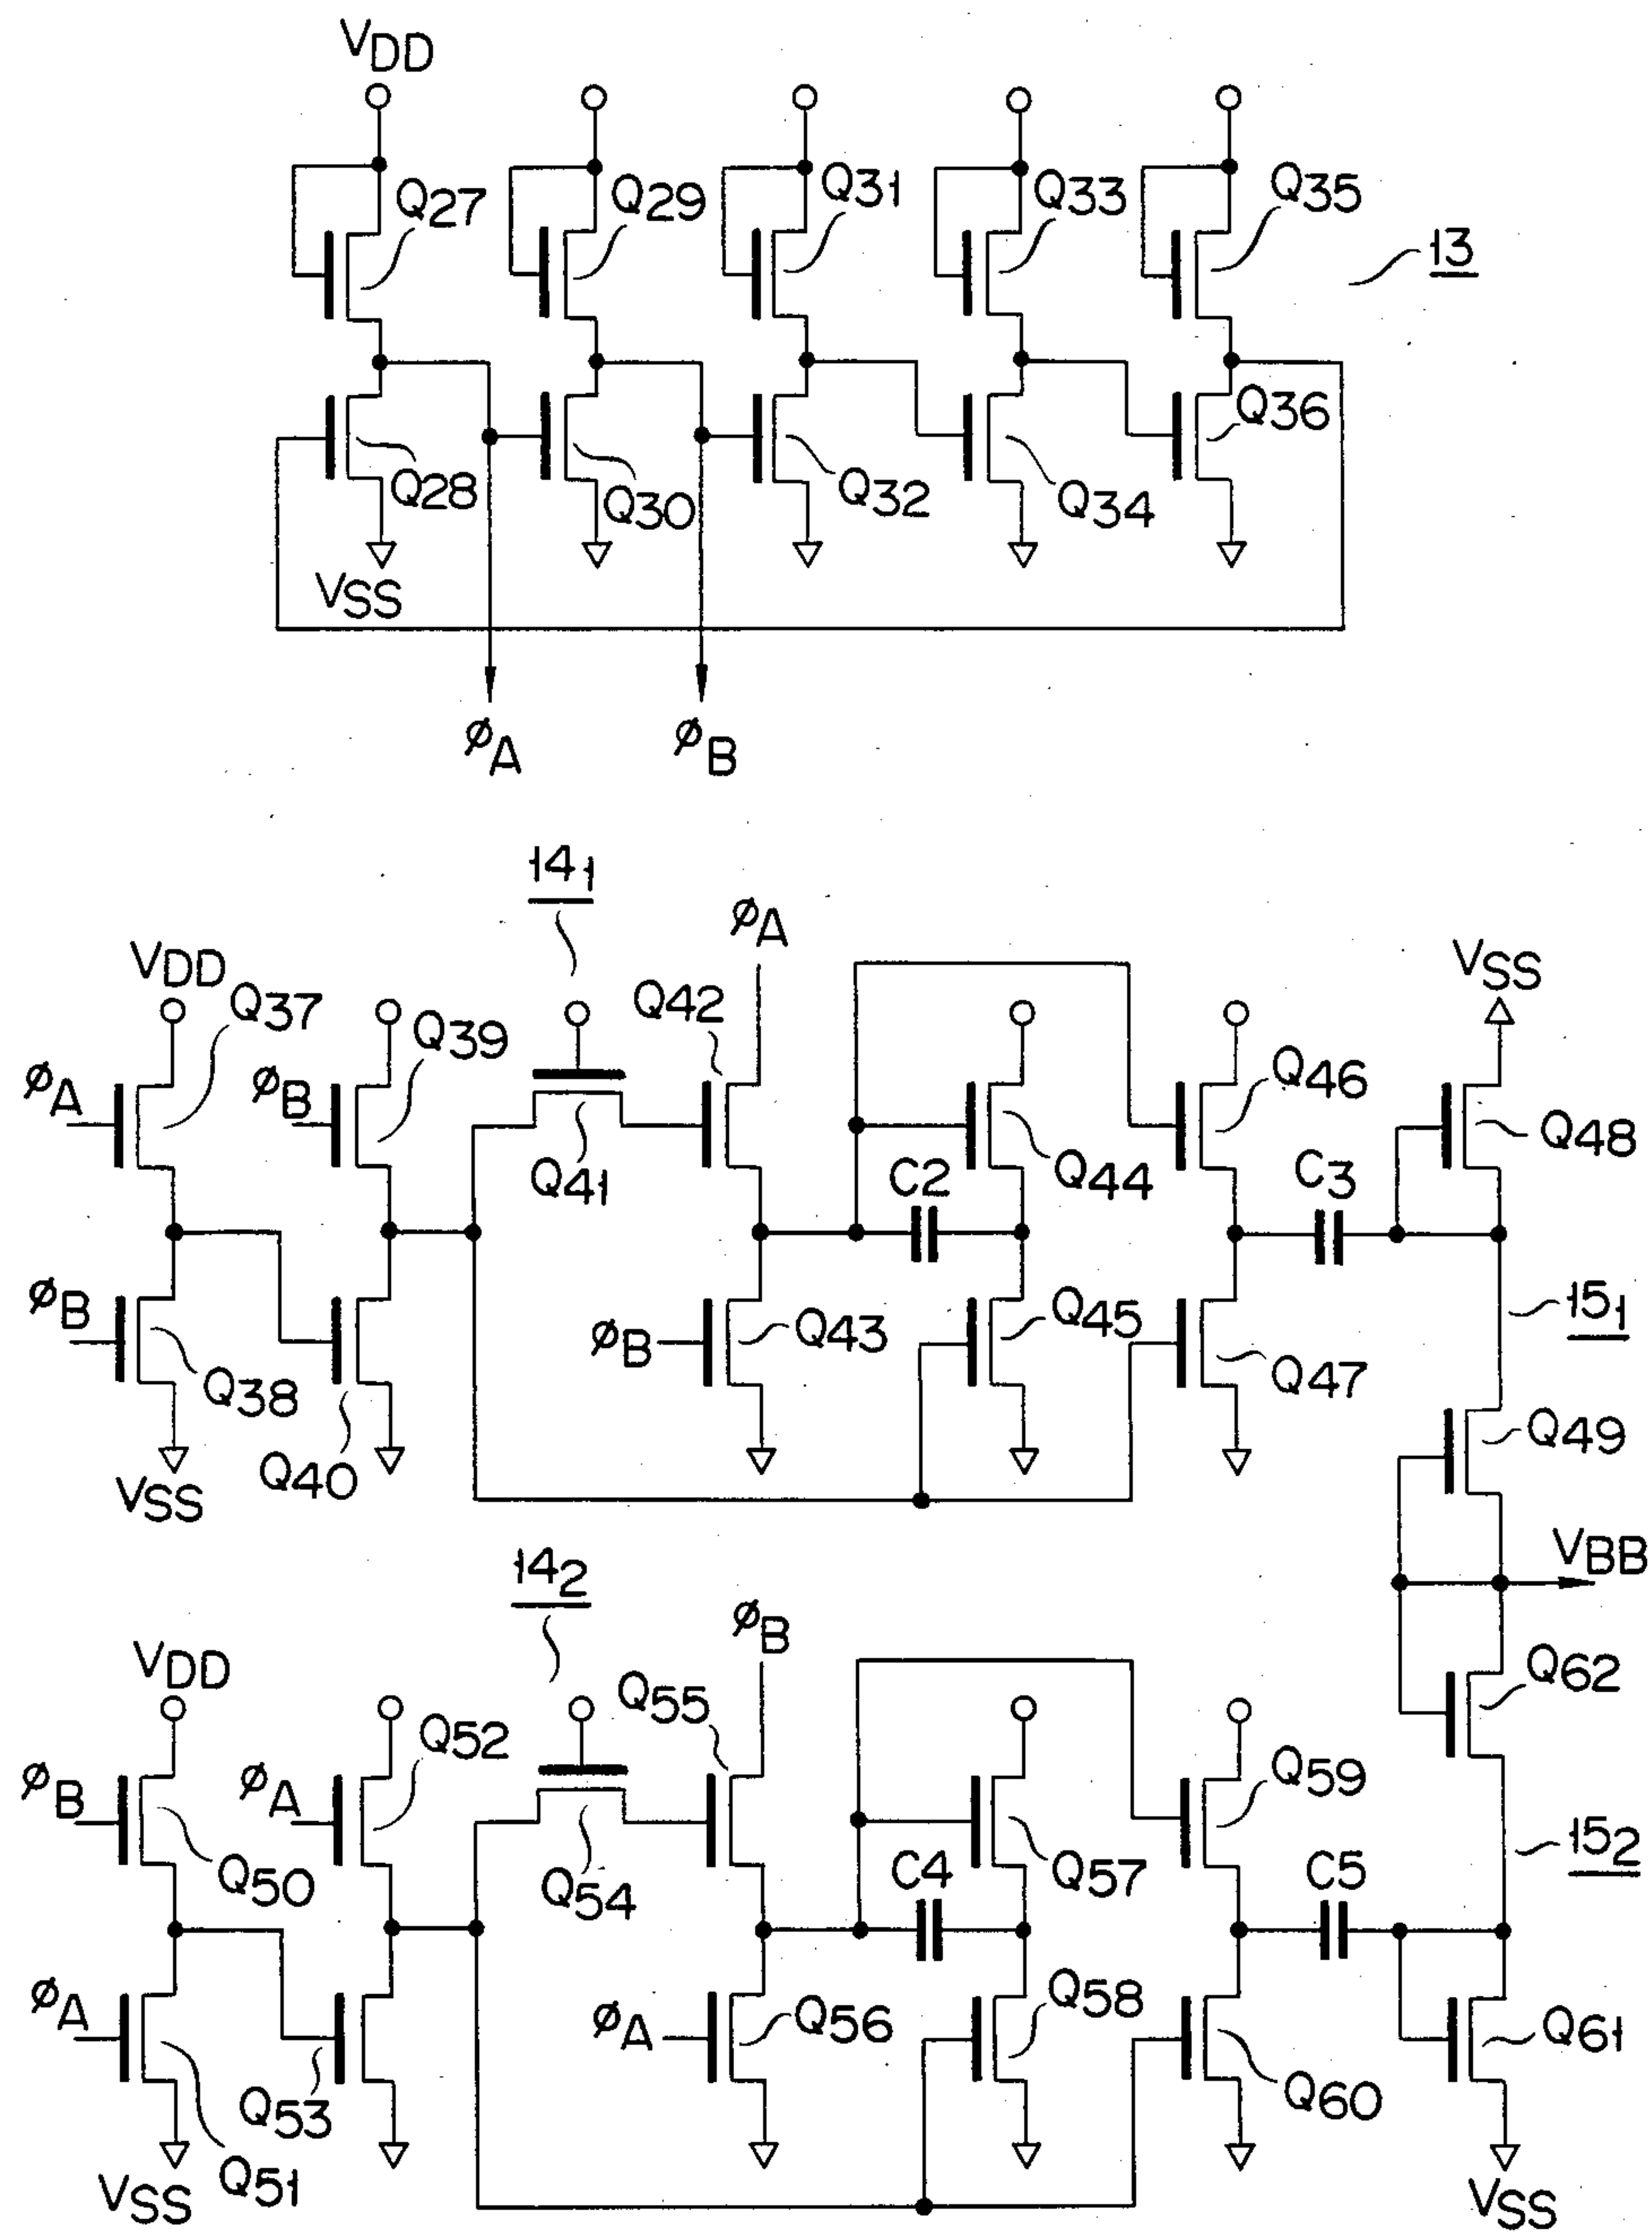 VDD
Q27
Q29
Q31
Q33
Q35
13
Q28
Q30
Q32
Q34
Q36
VSS
φA
φB
14₁
φA
VDD
VSS
Q37
Q39
Q42
Q46
φA
φB
Q41
Q44
Q48
C2
C3
φB
φB
Q43
Q45
15₁
Q38
Q40
Q47
Q49
VSS
14₂
VBB
φB
VDD
Q62
Q55
Q52
Q59
φB
φA
Q50
Q54
C4
Q57
C5
15₂
φA
φA
Q56
Q58
Q61
Q53
Q60
Q51
VSS
VSS